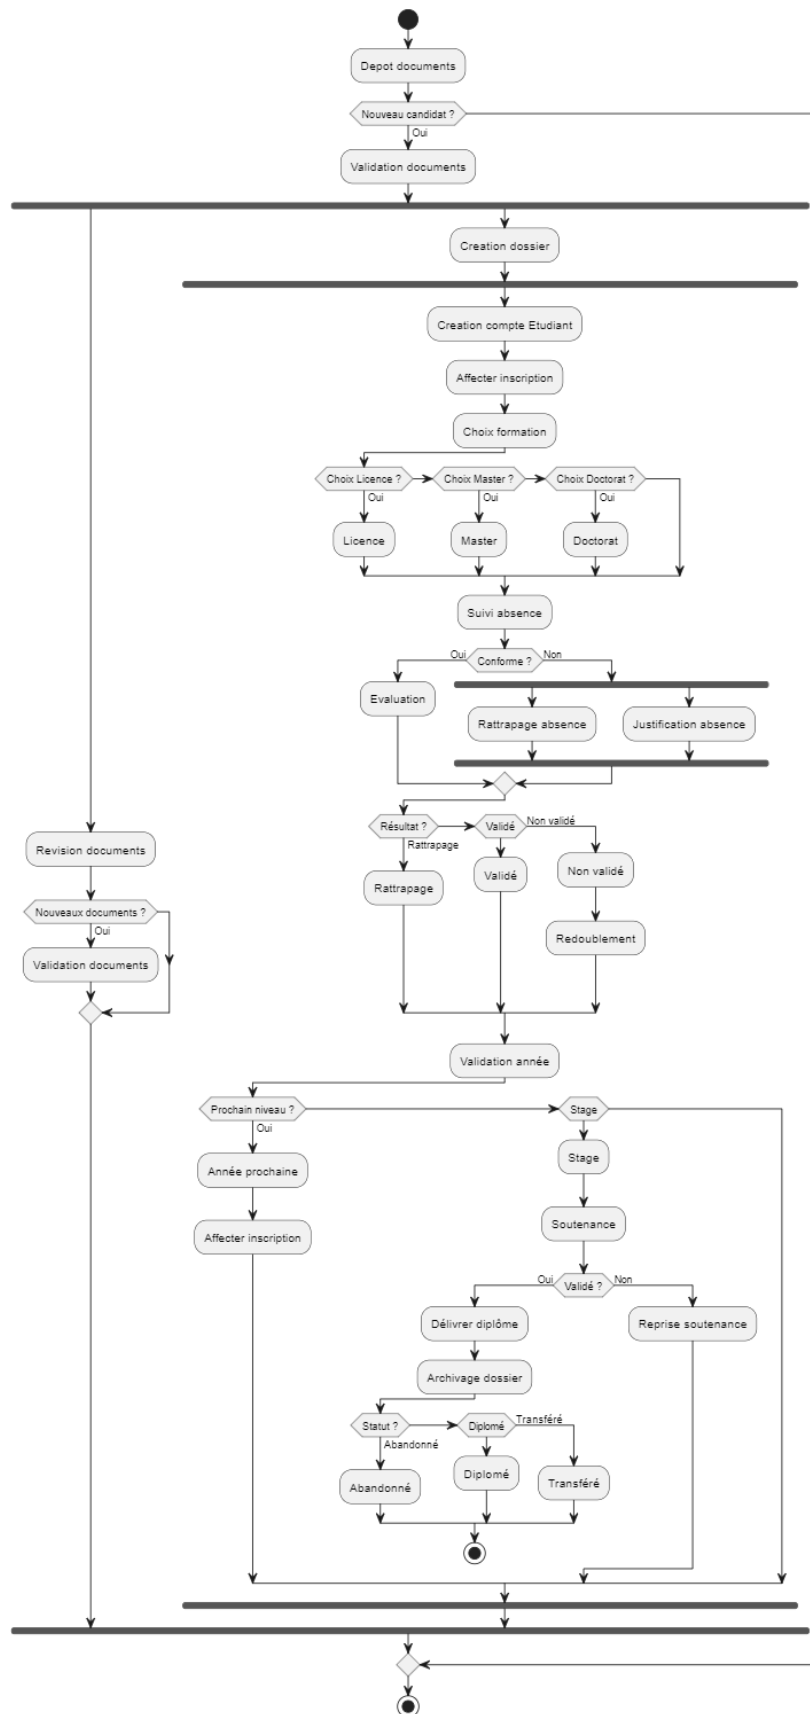 Depot documents
Nouveau candidat ?
Oui
Validation documents
Creation dossier
Creation compte Etudiant
Affecter inscription
Choix formation
Choix Licence ?
Choix Master ?
Choix Doctorat ?
Oui
Oui
Oui
Licence
Master
Doctorat
Suivi absence
Oui
Conforme ?
Non
Evaluation
Rattrapage absence
Justification absence
Résultat ?
Validé
Non validé
Rattrapage
Rattrapage
Validé
Non validé
Redoublement
Revision documents
Nouveaux documents ?
Oui
Validation documents
Validation année
Prochain niveau ?
Stage
Oui
Année prochaine
Stage
Affecter inscription
Soutenance
Oui
Validé ?
Non
Délivrer diplôme
Reprise soutenance
Archivage dossier
Statut ?
Diplomé
Transféré
Abandonné
Abandonné
Diplomé
Transféré